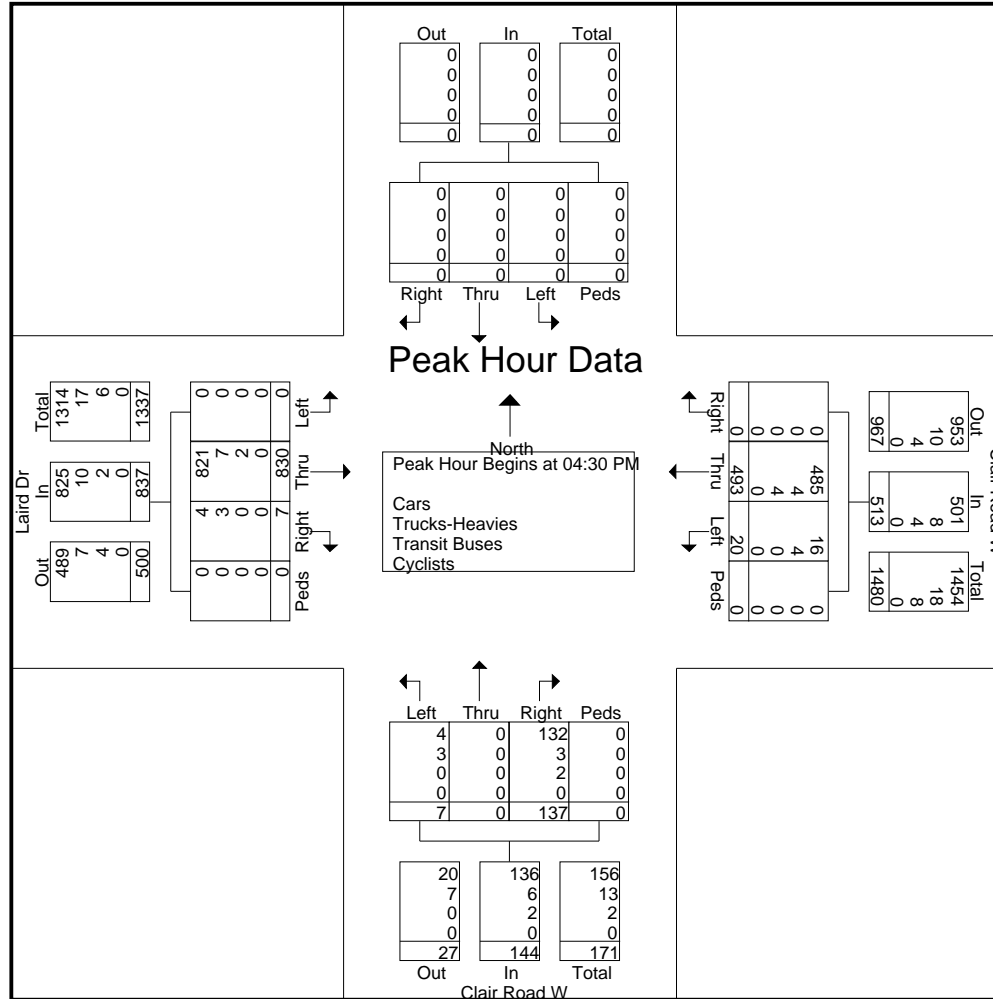 Out In Total
0 0 0
0 0 0
0 0 0
0 0 0
0 0 0
0 0 0 0
0 0 0 0
0 0 0 0
0 0 0 0
0 0 0 0
Right Thru Left Peds
Peak Hour Data
North
Peak Hour Begins at 04:30 PM
Cars
Trucks-Heavies
Transit Buses
Cyclists
Laird Dr
Out In Total
489 825 1314
7 10 17
4 2 6
0 0 0
500 837 1337
Peds Right Thru Left
0 4 821 0
0 3 7 0
0 0 2 0
0 0 0 0
0 7 830 0
Right Thru Left Peds
0 485 16 0
0 4 4 0
0 4 0 0
0 0 0 0
0 493 20 0
Out In Total
953 501 1454
10 8 18
4 4 8
0 0 0
967 513 1480
Clair Road W
Left Thru Right Peds
4 0 132 0
3 0 3 0
0 0 2 0
0 0 0 0
7 0 137 0
20 136 156
7 6 13
0 2 2
0 0 0
27 144 171
Out In Total
Clair Road W